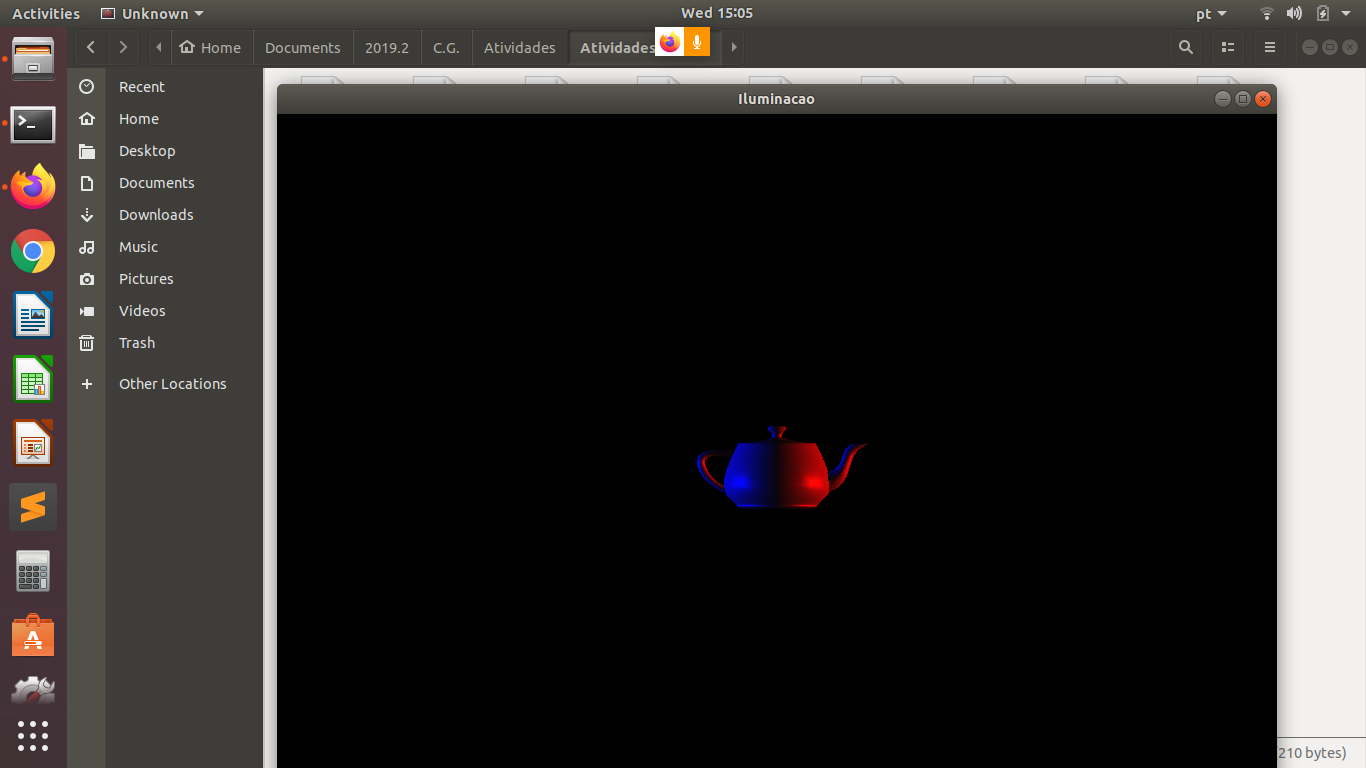 Activities Unknown Wed 15:05 pt
Home Documents 2019.2 C.G. Atividades Atividades
Iluminacao
Recent
Home
Desktop
Documents
Downloads
Music
Pictures
Videos
Trash
Other Locations
210 bytes)